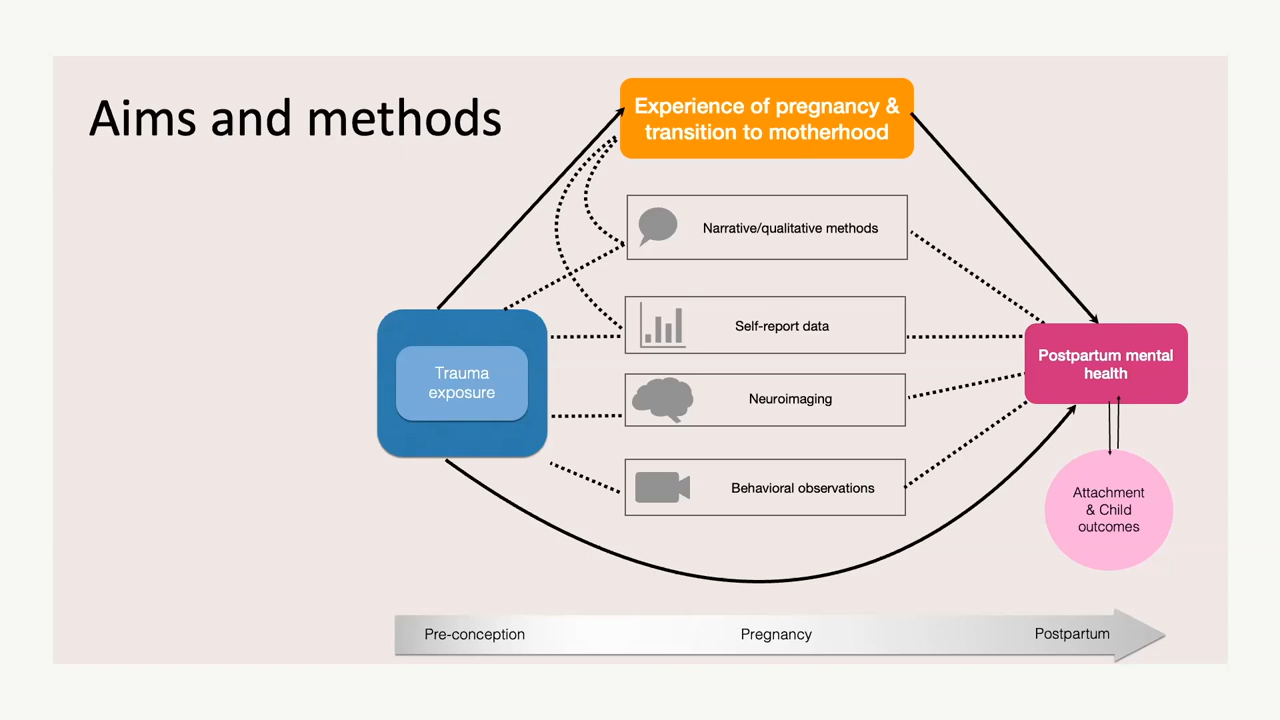 Aims and methods
Experience of pregnancy &
transition to motherhood
Narrative/qualitative methods
Self-report data
Trauma
exposure
Neuroimaging
Behavioral observations
Postpartum mental
health
Attachment
& Child
outcomes
Pre-conception
Pregnancy
Postpartum